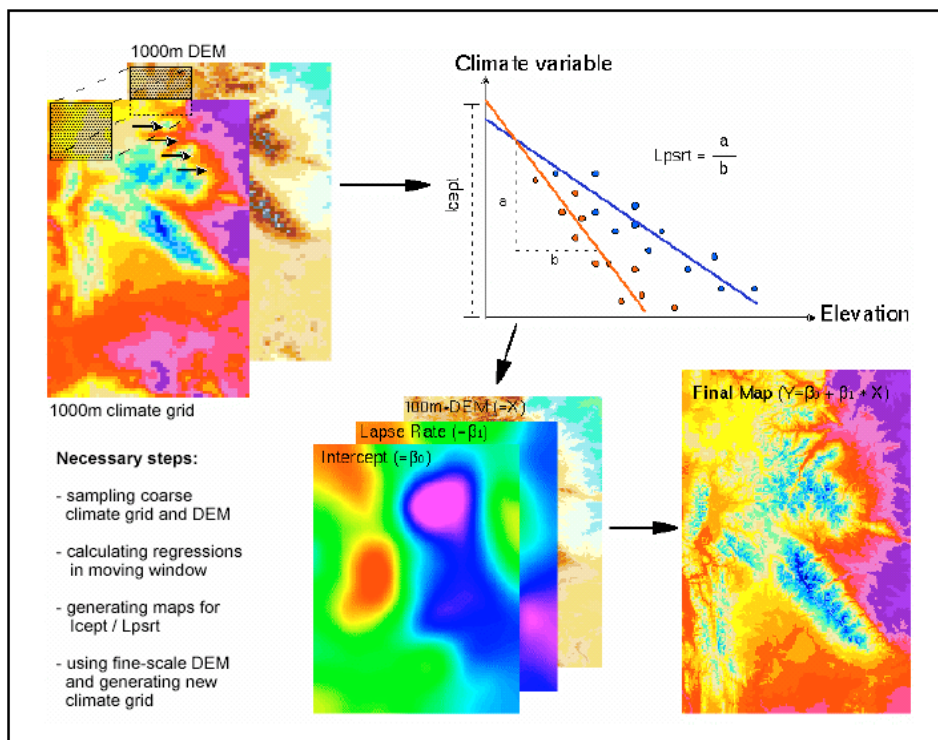 1000m DEM
1000m climate grid
Climate variable
Icept
a
b
Lpsrt = a
b
Elevation
100m-DEM (=X)
Lapse Rate (=β₁)
Intercept (=β₀)
Final Map (Y=β₀ + β₁ * X)
Necessary steps:
- sampling coarse
climate grid and DEM
- calculating regressions
in moving window
- generating maps for
Icept / Lpsrt
- using fine-scale DEM
and generating new
climate grid